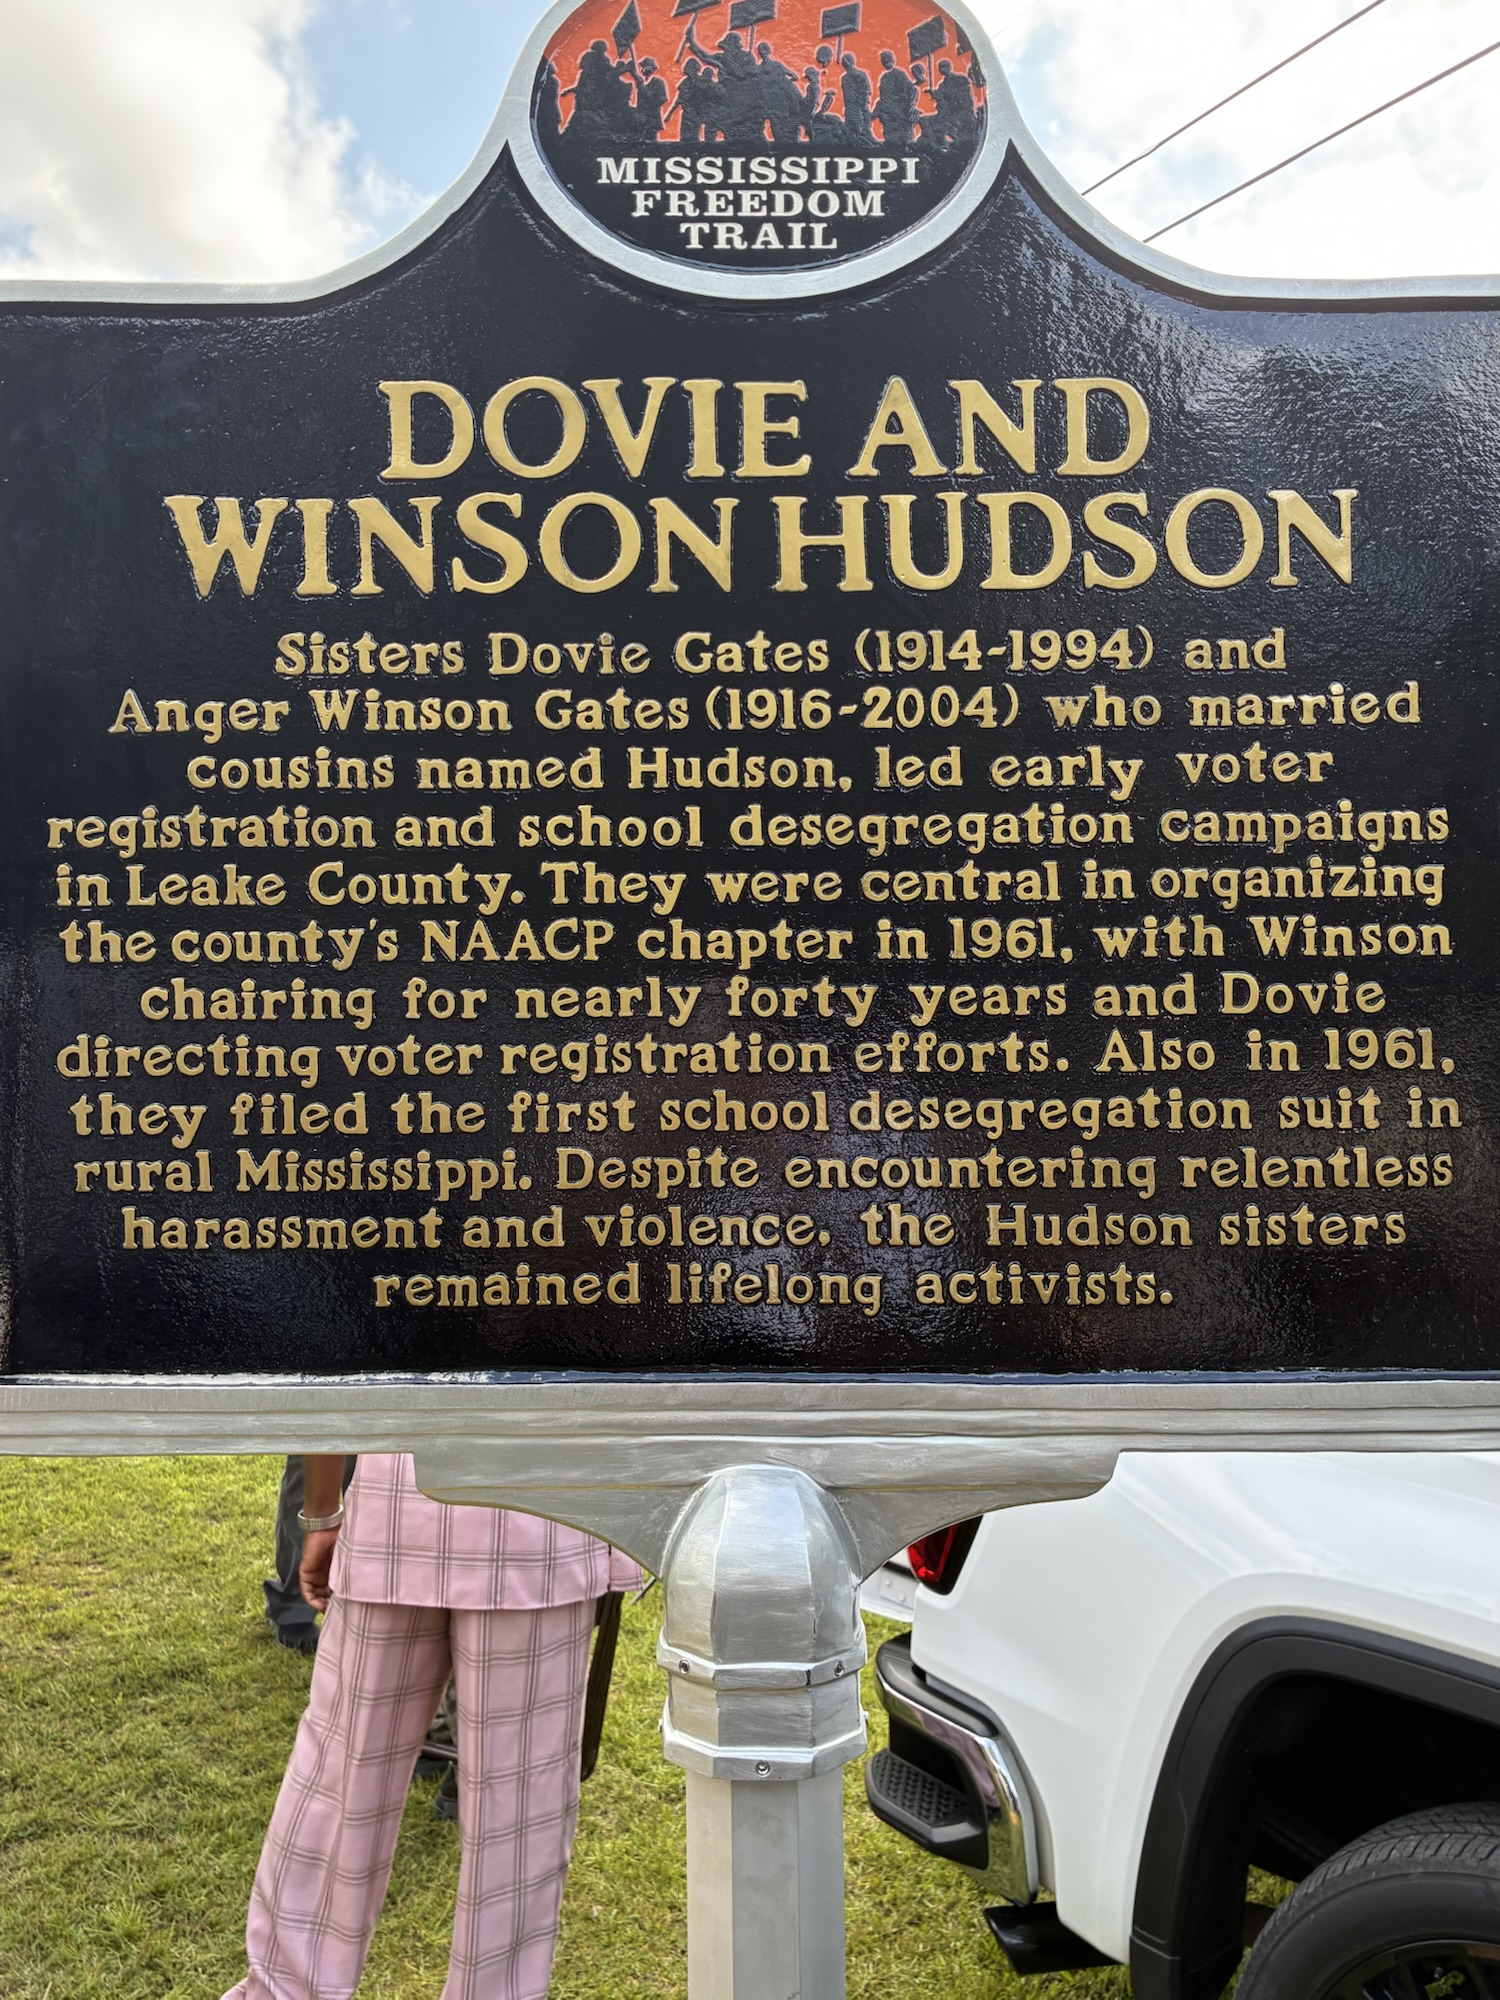 MISSISSIPPI
FREEDOM
TRAIL
DOVIE AND
WINSON HUDSON
Sisters Dovie Gates (1914-1994) and
Anger Winson Gates (1916-2004) who married
cousins named Hudson, led early voter
registration and school desegregation campaigns
in Leake County. They were central in organizing
the county's NAACP chapter in 1961, with Winson
chairing for nearly forty years and Dovie
directing voter registration efforts. Also in 1961,
they filed the first school desegregation suit in
rural Mississippi. Despite encountering relentless
harassment and violence, the Hudson sisters
remained lifelong activists.